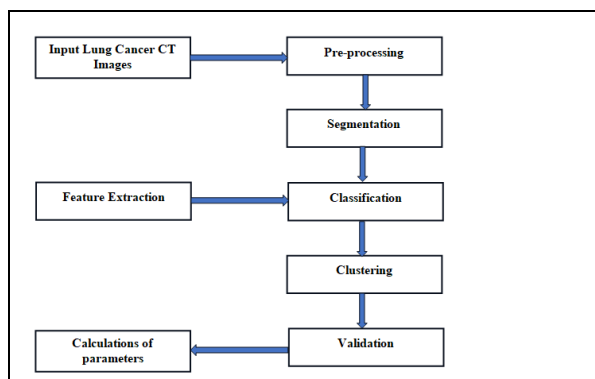 Input Lung Cancer CT
Images
Pre-processing
Segmentation
Feature Extraction
Classification
Clustering
Calculations of
parameters
Validation